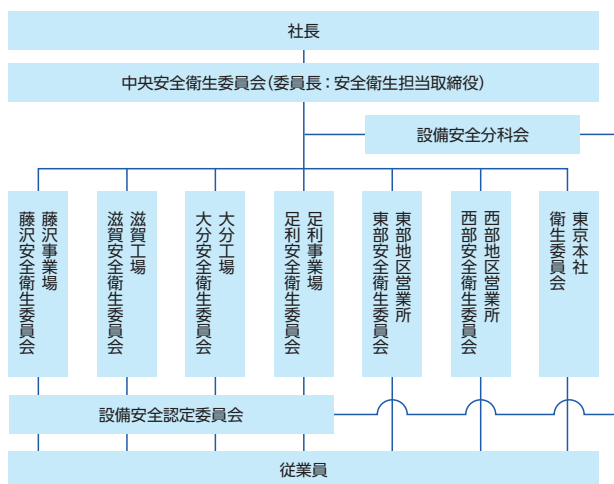 社長
中央安全衛生委員会(委員長:安全衛生担当取締役)
設備安全分科会
藤沢事業場
藤沢安全衛生委員会
滋賀工場
滋賀安全衛生委員会
大分工場
大分安全衛生委員会
足利事業場
足利安全衛生委員会
東部地区営業所
東部安全衛生委員会
西部地区営業所
西部安全衛生委員会
東京本社
衛生委員会
設備安全認定委員会
従業員